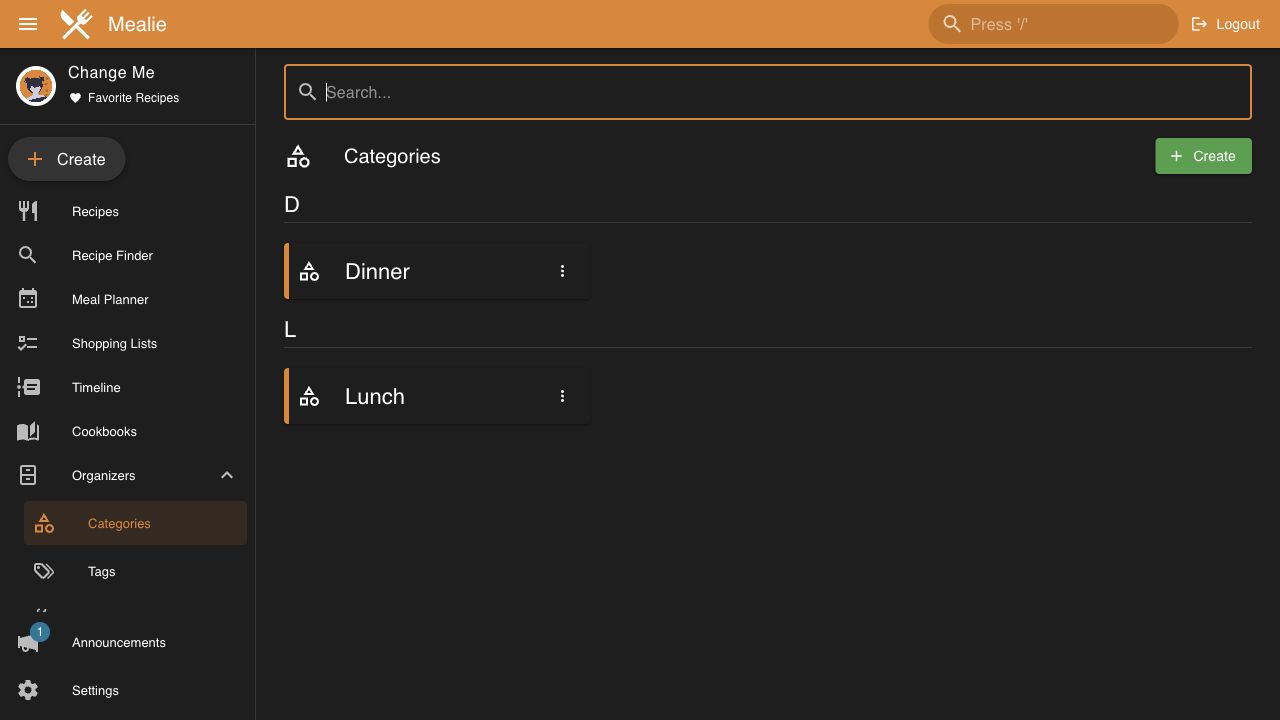 Mealie
Press '/'
Logout
Change Me
Favorite Recipes
Create
Recipes
Recipe Finder
Meal Planner
Shopping Lists
Timeline
Cookbooks
Organizers
Categories
Tags
1
Announcements
Settings
Search...
Categories
Create
D
Dinner
L
Lunch